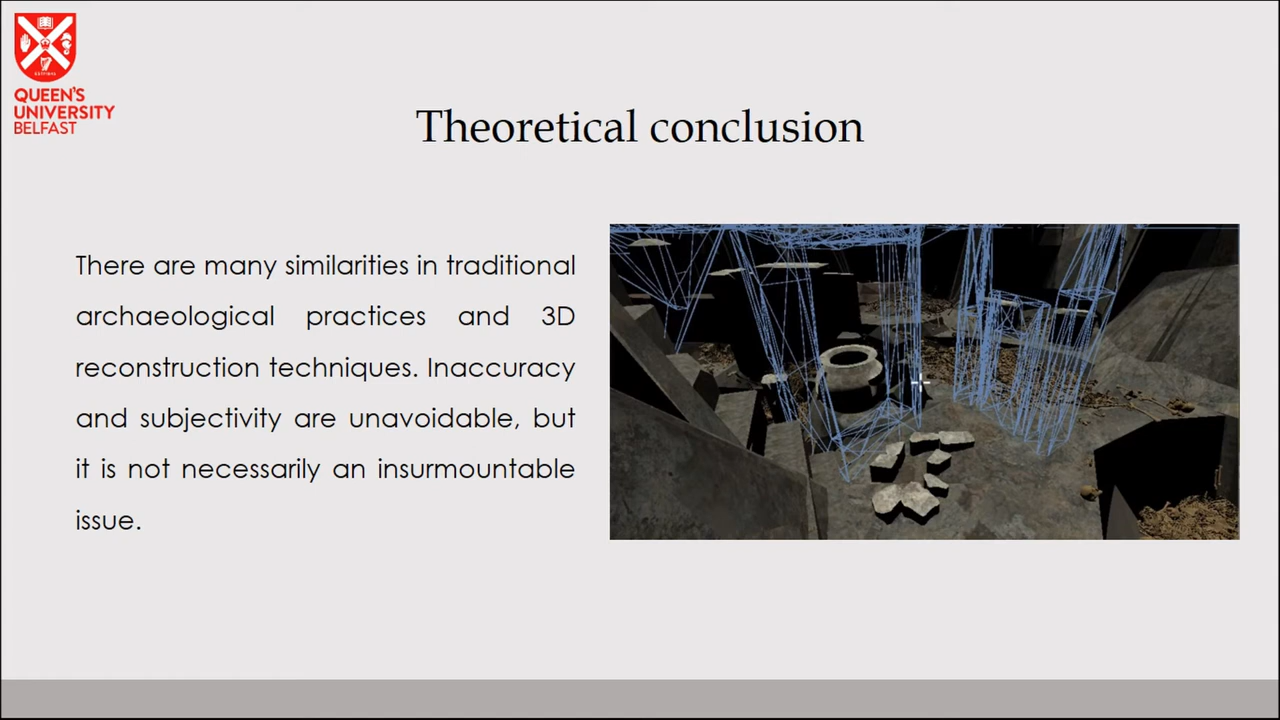 QUEEN'S
UNIVERSITY
BELFAST
Theoretical conclusion
There are many similarities in traditional
archaeological practices and 3D
reconstruction techniques. Inaccuracy
and subjectivity are unavoidable, but
it is not necessarily an insurmountable
issue.